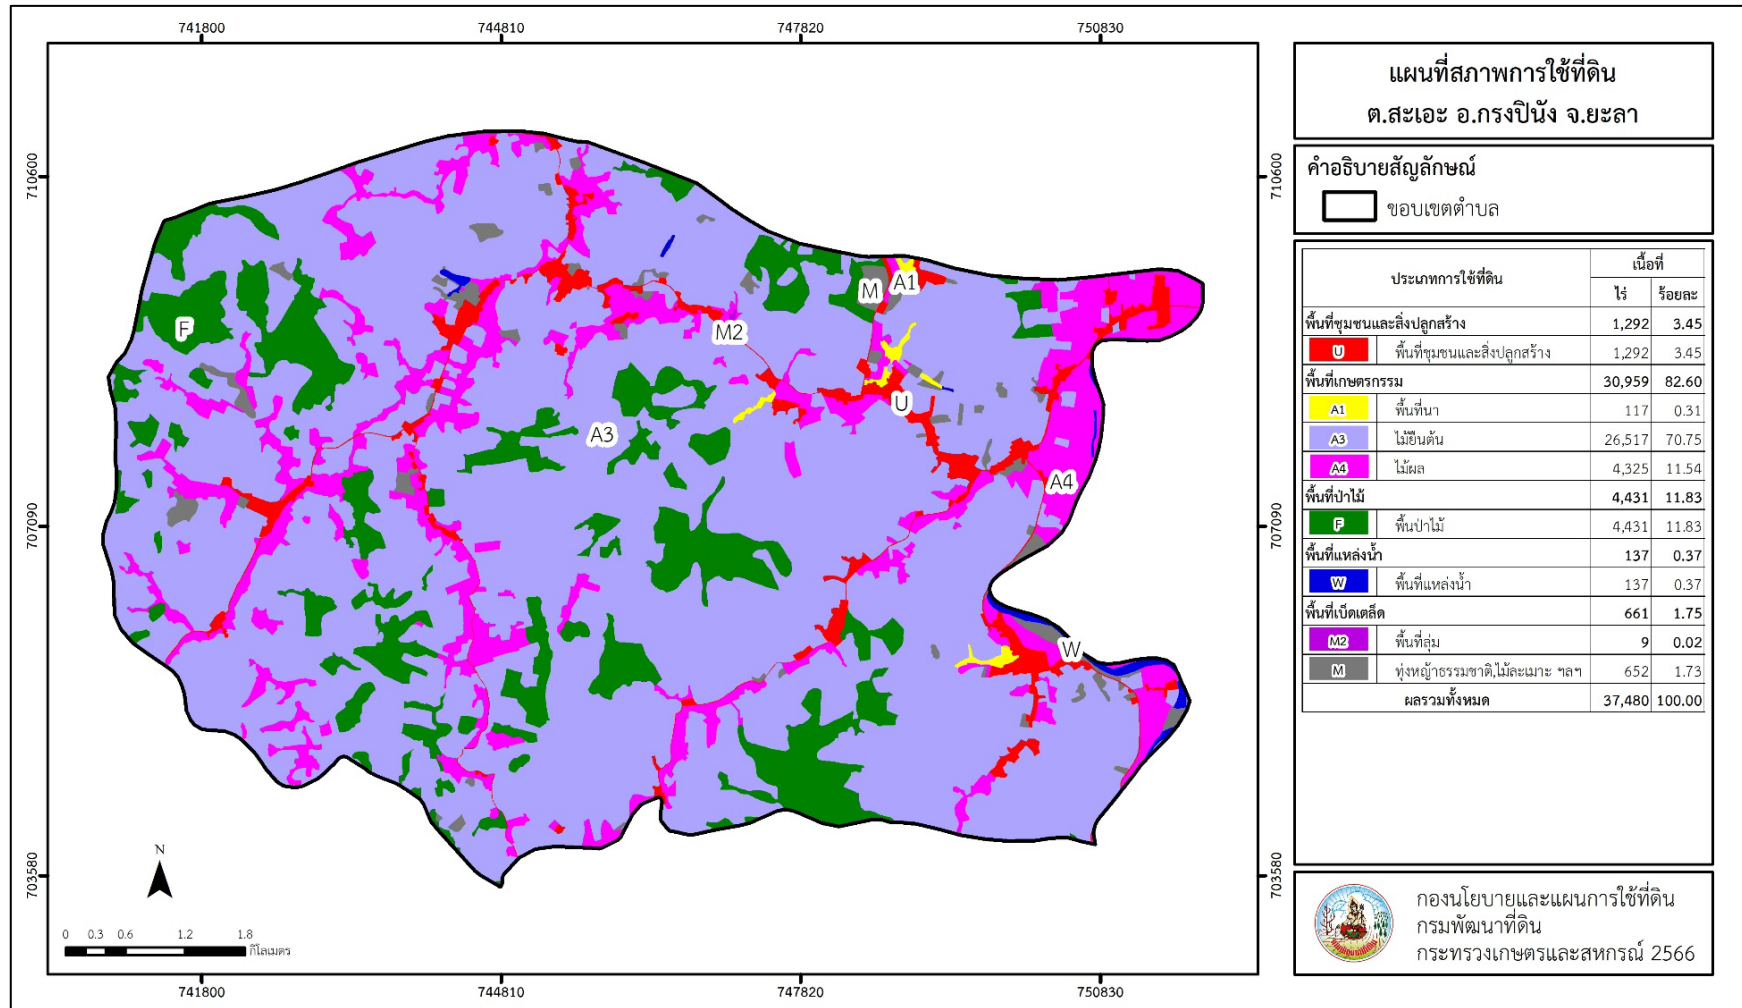 741800 744810 747820 750830
710600 710600
707090 707090
703580 703580
741800 744810 747820 750830
M A1
F
M2
U
A3
A4
W
N
0 0.3 0.6 1.2 1.8
กิโลเมตร
แผนที่สภาพการใช้ที่ดิน
ต.สะเอะ อ.กรงปินัง จ.ยะลา
คำอธิบายสัญลักษณ์
ขอบเขตตำบล
ประเภทการใช้ที่ดิน เนื้อที่
ไร่ ร้อยละ
พื้นที่ชุมชนและสิ่งปลูกสร้าง 1,292 3.45
U พื้นที่ชุมชนและสิ่งปลูกสร้าง 1,292 3.45
พื้นที่เกษตรกรรม 30,959 82.60
A1 พื้นที่นา 117 0.31
A3 ไม้ยืนต้น 26,517 70.75
A4 ไม้ผล 4,325 11.54
พื้นที่ป่าไม้ 4,431 11.83
F พื้นป่าไม้ 4,431 11.83
พื้นที่แหล่งน้ำ 137 0.37
W พื้นที่แหล่งน้ำ 137 0.37
พื้นที่เบ็ดเตล็ด 661 1.75
M2 พื้นที่ลุ่ม 9 0.02
M ทุ่งหญ้าธรรมชาติ,ไม้ละเมาะ ฯลฯ 652 1.73
ผลรวมทั้งหมด 37,480 100.00
กองนโยบายและแผนการใช้ที่ดิน
กรมพัฒนาที่ดิน
กระทรวงเกษตรและสหกรณ์ 2566